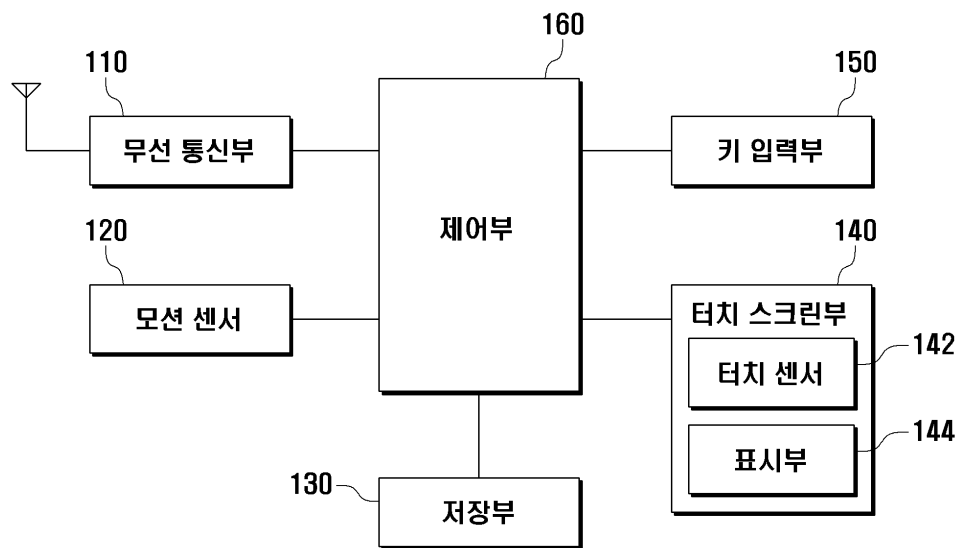 160
110
150
무선 통신부
키 입력부
제어부
120
140
모션 센서
터치 스크린부
142
터치 센서
144
표시부
130
저장부